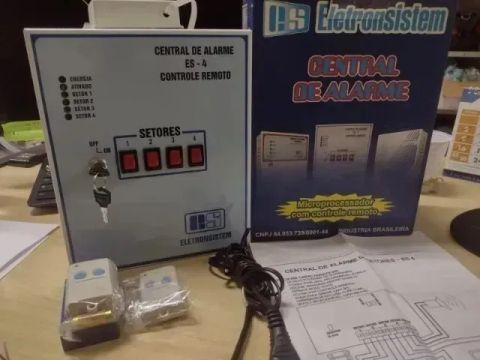 CENTRAL DE ALARME
ES - 4
CONTROLE REMOTO
ENERGIA
ATIVADO
SETOR 1
SETOR 2
SETOR 3
SETOR 4
OFF
ON
SETORES
1 2 3 4
ES
ELETRONSISTEM
ES Eletronsistem
CENTRAL
DE ALARME
Microprocessador
com controle remoto
INDÚSTRIA BRASILEIRA
CENTRAL DE ALARME
SETORES - ES 4